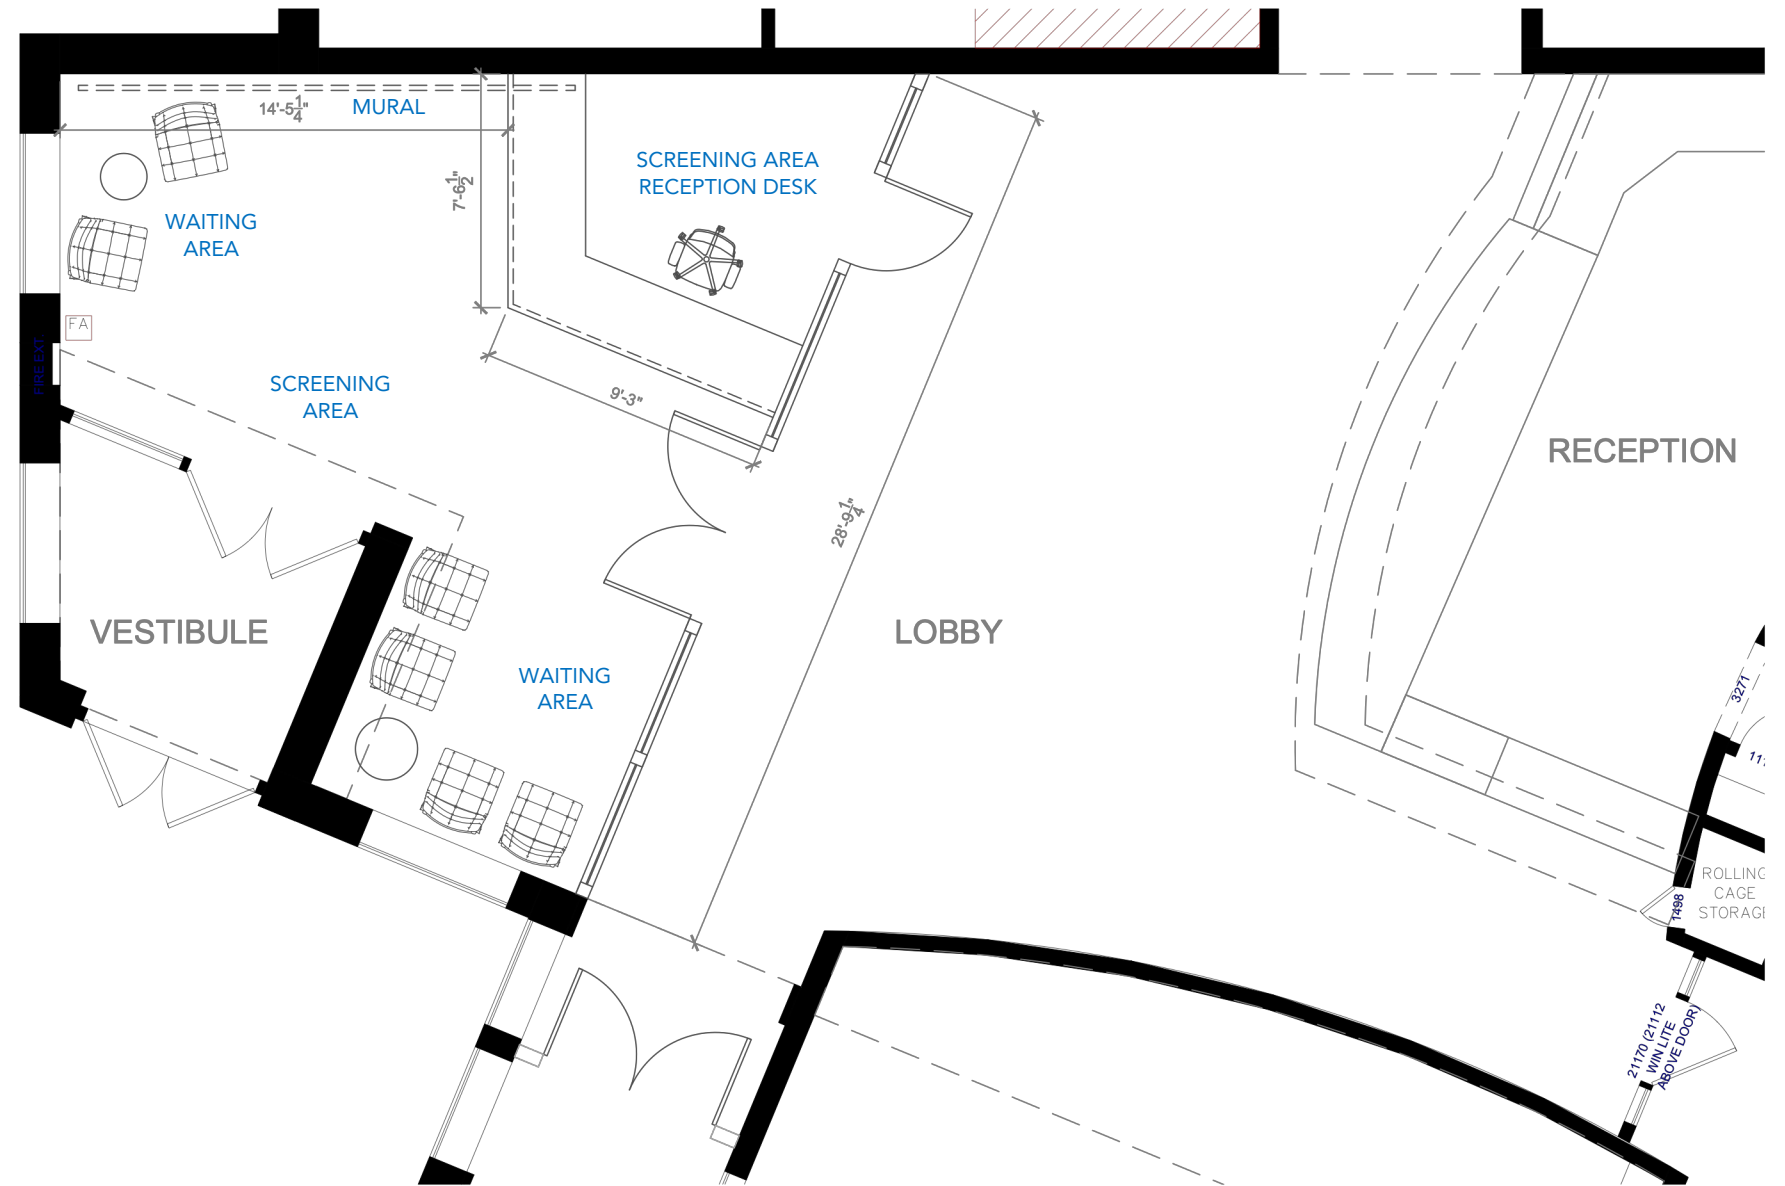 14'-5 1/4"
MURAL
7'-6 1/2"
SCREENING AREA
RECEPTION DESK
WAITING
AREA
FA
FIRE EXT
SCREENING
AREA
9'-3"
28'-9 1/4"
RECEPTION
VESTIBULE
LOBBY
WAITING
AREA
3271
ROLLING
CAGE
STORAGE
1498
21170 (21112
WIN LITE
ABOVE DOOR)